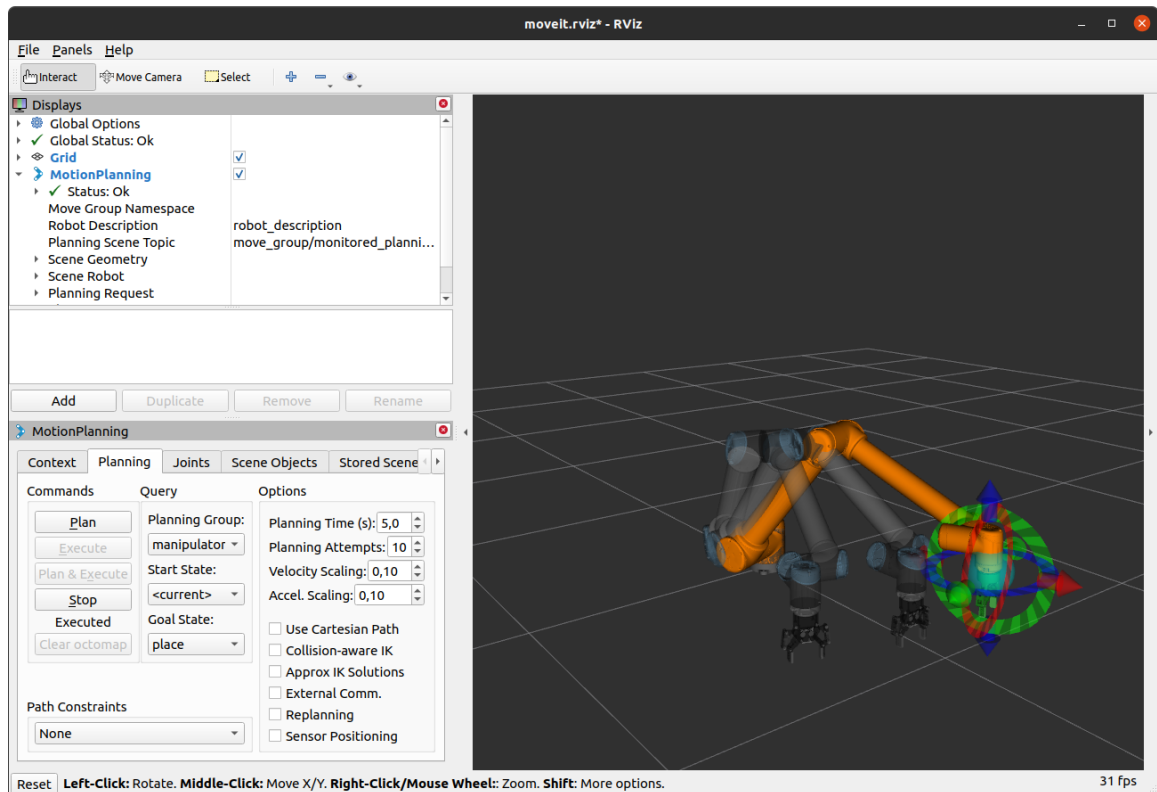 moveit.rviz* - RViz
File Panels Help
Interact Move Camera Select
Displays
Global Options
Global Status: Ok
Grid
MotionPlanning
Status: Ok
Move Group Namespace
Robot Description robot_description
Planning Scene Topic move_group/monitored_planni...
Scene Geometry
Scene Robot
Planning Request
Add Duplicate Remove Rename
MotionPlanning
Context Planning Joints Scene Objects Stored Scene
Commands Query Options
Plan Planning Group: Planning Time (s): 5,0
Execute manipulator Planning Attempts: 10
Plan & Execute Start State: Velocity Scaling: 0,10
Stop <current> Accel. Scaling: 0,10
Executed Goal State:
Clear octomap place
Use Cartesian Path
Collision-aware IK
Approx IK Solutions
External Comm.
Replanning
Sensor Positioning
Path Constraints
None
Reset Left-Click: Rotate. Middle-Click: Move X/Y. Right-Click/Mouse Wheel:: Zoom. Shift: More options. 31 fps